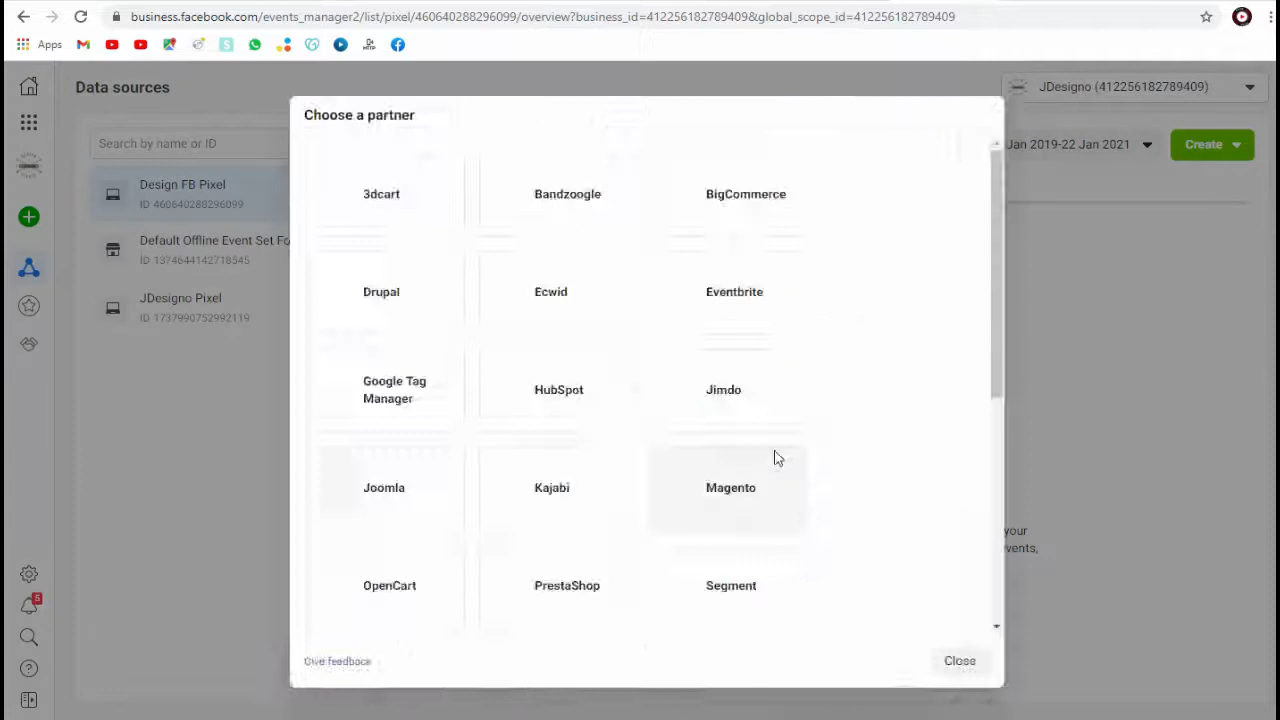 business.facebook.com/events_manager2/list/pixel/460640288296099/overview?business_id=412256182789409&global_scope_id=412256182789409
Apps
Data sources
JDesigno (412256182789409)
Search by name or ID
Jan 2019-22 Jan 2021
Create
Design FB Pixel
ID 460640288296099
Default Offline Event Set Fo
ID 1374644142718545
JDesigno Pixel
ID 1737990752992119
Choose a partner
3dcart
Bandzoogle
BigCommerce
Drupal
Ecwid
Eventbrite
Google Tag
Manager
HubSpot
Jimdo
Joomla
Kajabi
Magento
OpenCart
PrestaShop
Segment
your
vents,
Give feedback
Close
5